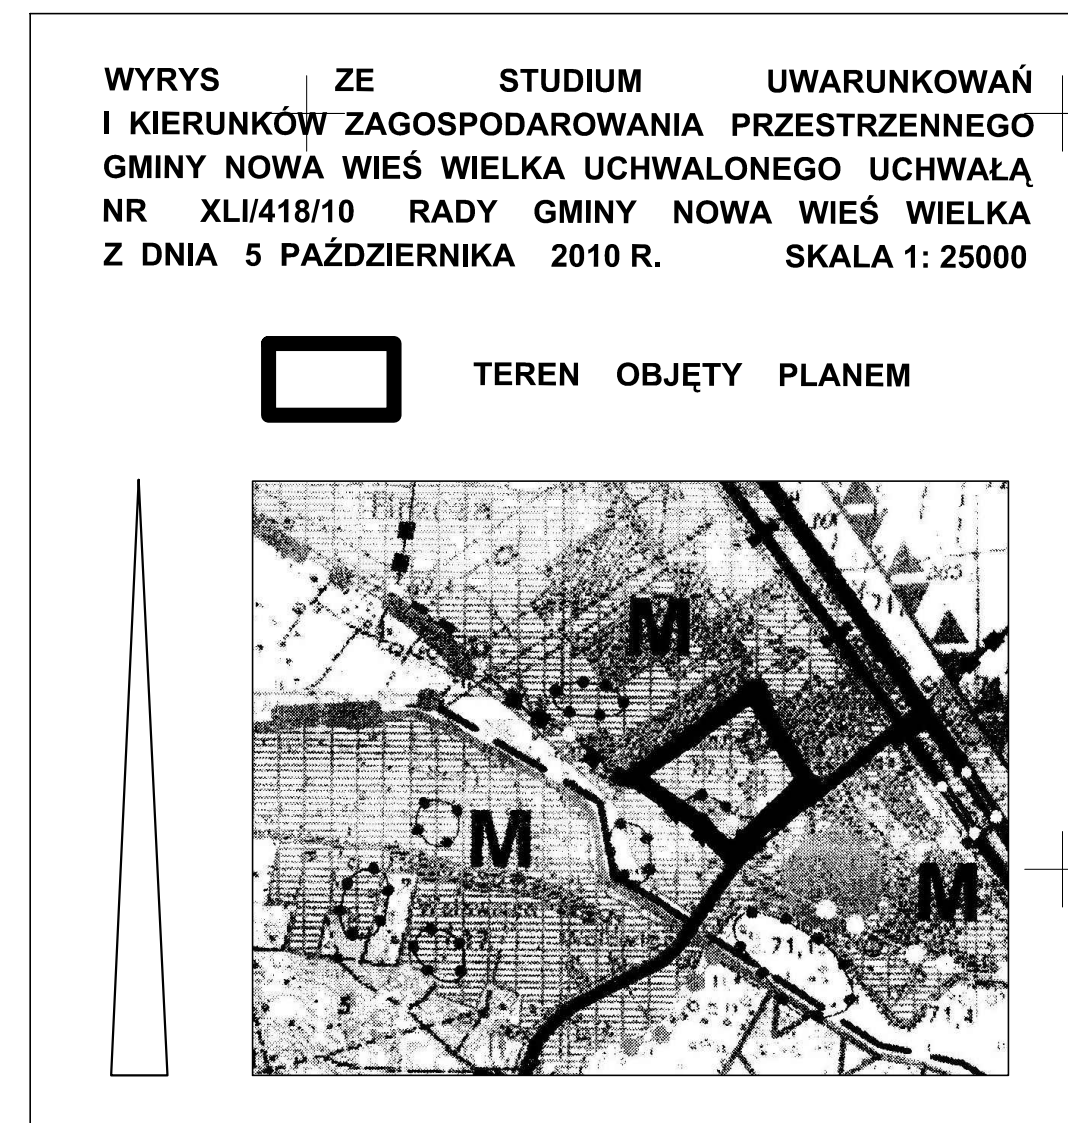 WYRYS ZE STUDIUM UWARUNKOWAŃ
I KIERUNKÓW ZAGOSPODAROWANIA PRZESTRZENNEGO
GMINY NOWA WIEŚ WIELKA UCHWALONEGO UCHWAŁĄ
NR XLI/418/10 RADY GMINY NOWA WIEŚ WIELKA
Z DNIA 5 PAŹDZIERNIKA 2010 R. SKALA 1: 25000
TEREN OBJĘTY PLANEM
M
M
M